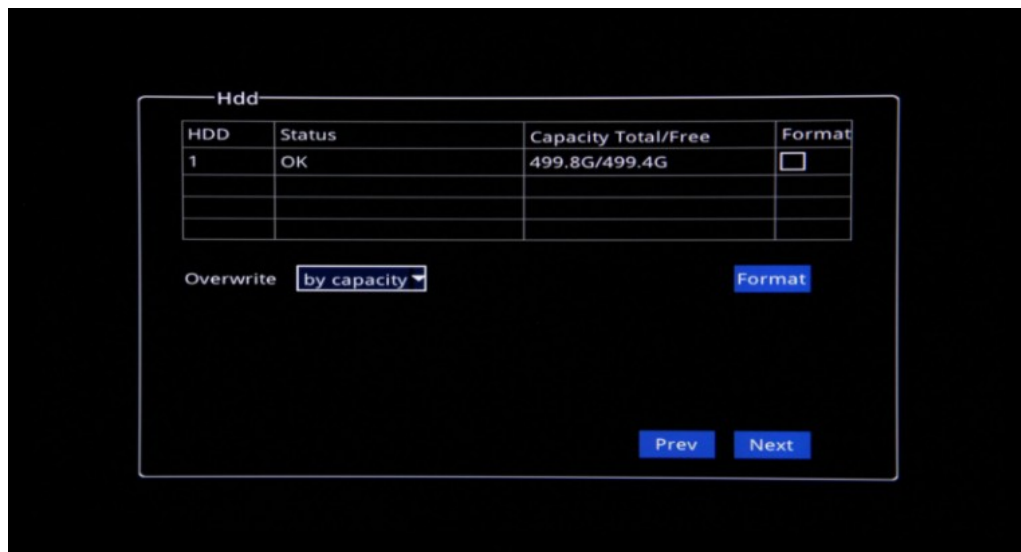 Hdd
HDD Status Capacity Total/Free Format
1 OK 499.8G/499.4G
Overwrite by capacity Format
Prev Next